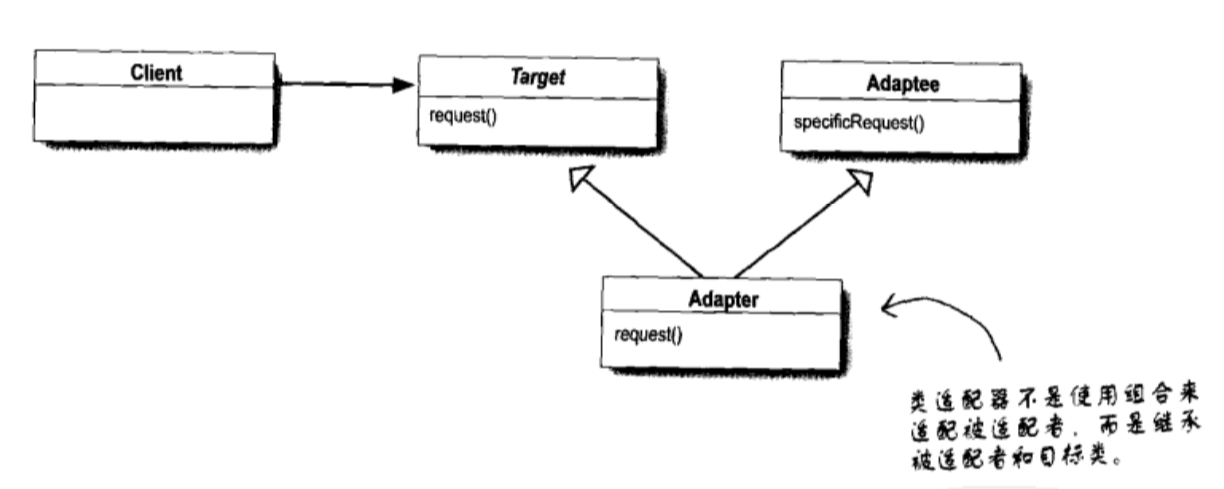 Client
Target
request()
Adaptee
specificRequest()
Adapter
request()
类适配器不是使用组合来
适配被适配者，而是继承
被适配者和目标类。